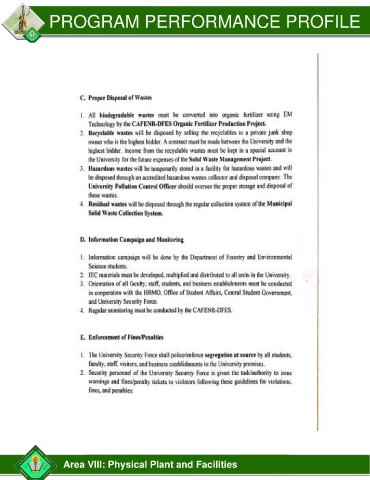 PROGRAM PERFORMANCE PROFILE
C. Proper Disposal of Wastes
1. All biodegradable wastes must be converted into organic fertilizer using EM
Technology by the CAFENR-DFES Organic Fertilizer Production Project.
2. Recyclable wastes will be disposed by selling the recyclables to a private junk shop
owner who is the highest bidder. A contract must be made between the University and the
highest bidder. Income from the recyclable wastes must be kept in a special account in
the University for the future expenses of the Solid Waste Management Project.
3. Hazardous wastes will be temporarily stored in a facility for hazardous wastes and will
be disposed through an accredited hazardous wastes collector and disposal company. The
University Pollution Control Officer should oversee the proper storage and disposal of
these wastes.
4. Residual wastes will be disposed through the regular collection system of the Municipal
Solid Waste Collection System.
D. Information Campaign and Monitoring
1. Information campaign will be done by the Department of Forestry and Environmental
Science students.
2. IEC materials must be developed, multiplied and distributed to all units in the University.
3. Orientation of all faculty, staff, students, and business establishments must be conducted
in cooperation with the HRMO, Office of Student Affairs, Central Student Government,
and University Security Force.
4. Regular monitoring must be conducted by the CAFENR-DFES.
E. Enforcement of Fines/Penalties
1. The University Security Force shall police/enforce segregation at source by all students,
faculty, staff, visitors, and business establishments in the University premises.
2. Security personnel of the University Security Force is given the task/authority to issue
warnings and fines/penalty tickets to violators following these guidelines for violations,
fines, and penalties:
Area VIII: Physical Plant and Facilities